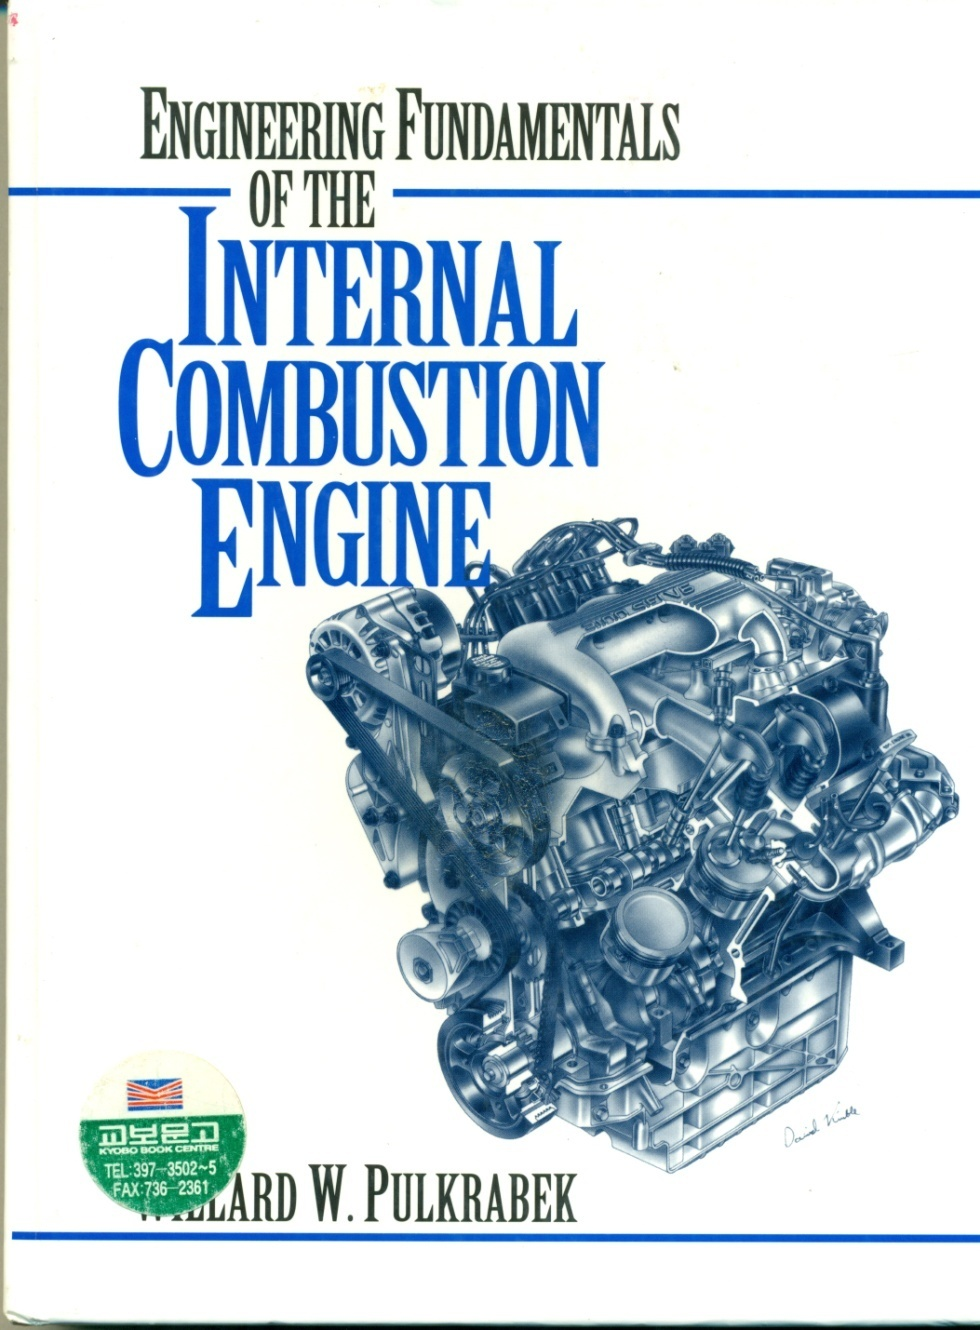 ENGINEERING FUNDAMENTALS
OF THE
INTERNAL
COMBUSTION
ENGINE
교보문고
KYOBO BOOK CENTRE
TEL:397-3502~5
FAX:736-2361
W. PULKRABEK